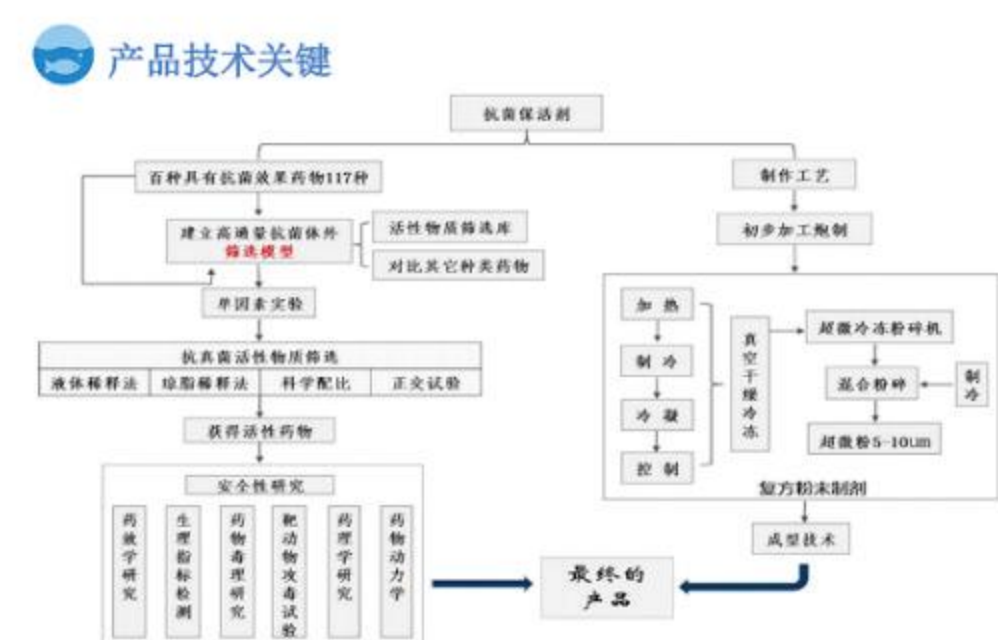 产品技术关键
抗菌保活剂
百种具有抗菌效果药物117种
建立高通量抗菌体外
筛选模型
活性物质筛选库
对比其它种类药物
单因素实验
抗真菌活性物质筛选
液体稀释法
琼脂稀释法
科学配比
正交试验
获得活性药物
安全性研究
药效学研究
生理指标检测
药物毒理研究
靶动物攻毒试验
药理学研究
药物动力学
制作工艺
初步加工炮制
加热
制冷
冷凝
控制
真空干燥冷冻
超微冷冻粉碎机
混合粉碎
制冷
超微粉5-10um
复方粉末制剂
成型技术
最终的
产品